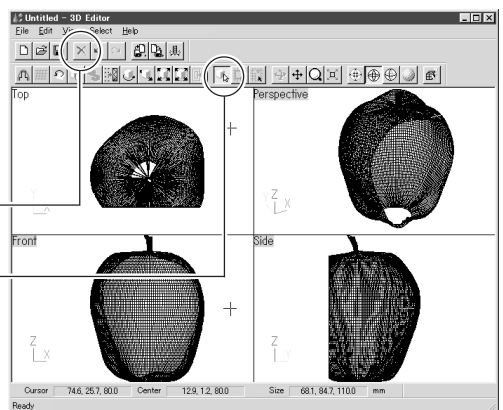 Untitled - 3D Editor
File Edit View Select Help
Top
Perspective
Y
X
Z
X
Front
Side
Z
X
Z
Y
Cursor 74.6, 25.7, 80.0 Center 12.9, 1.2, 80.0 Size 68.1, 84.7, 110.0 mm
Ready